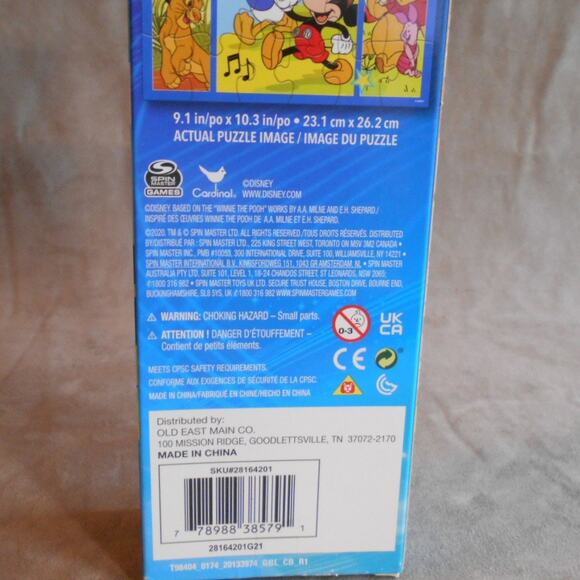 9.1 in/po x 10.3 in/po • 23.1 cm x 26.2 cm
ACTUAL PUZZLE IMAGE / IMAGE DU PUZZLE
SPIN MASTER GAMES
Cardinal®
©DISNEY
WWW.DISNEY.COM
©DISNEY. BASED ON THE "WINNIE THE POOH" WORKS BY A.A. MILNE AND E.H. SHEPARD./
INSPIRÉ DES ŒUVRES WINNIE THE POOH DE A.A. MILNE ET E.H. SHEPARD.
©2020. TM & © SPIN MASTER LTD. ALL RIGHTS RESERVED./TOUS DROITS RÉSERVÉS. DISTRIBUTED
BY/DISTRIBUÉ PAR : SPIN MASTER LTD., 225 KING STREET WEST, TORONTO ON M5V 3M2 CANADA •
SPIN MASTER INC., PMB #10053, 300 INTERNATIONAL DRIVE, SUITE 100, WILLIAMSVILLE, NY 14221 •
SPIN MASTER INTERNATIONAL B.V., KINGSFORDWEG 151, 1043 GR AMSTERDAM, NL • SPIN MASTER
AUSTRALIA PTY LTD, SUITE 101, LEVEL 1, 18-24 CHANDOS STREET, ST LEONARDS, NSW 2065;
1800 316 982 • SPIN MASTER TOYS UK LTD. SECURE TRUST HOUSE, BOSTON DRIVE, BOURNE END,
BUCKINGHAMSHIRE, SL8 5YS, UK 1800 316 982 WWW.SPINMASTERGAMES.COM
WARNING: CHOKING HAZARD – Small parts.
ATTENTION ! DANGER D'ÉTOUFFEMENT –
Contient de petits éléments.
0-3
UK
CA
CE
MEETS CPSC SAFETY REQUIREMENTS.
CONFORME AUX EXIGENCES DE SÉCURITÉ DE LA CPSC.
MADE IN CHINA/FABRIQUÉ EN CHINE/HECHO EN CHINA
Distributed by:
OLD EAST MAIN CO.
100 MISSION RIDGE, GOODLETTSVILLE, TN 37072-2170
MADE IN CHINA
SKU#28164201
7 78988 38579 1
28164201G21
T98404_0174_20133974_GBL_CD_R1